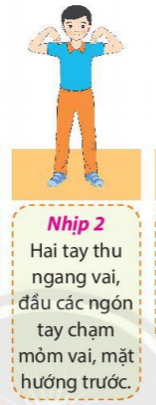 Nhịp 2
Hai tay thu
ngang vai,
đầu các ngón
tay chạm
mỏm vai, mặt
hướng trước.